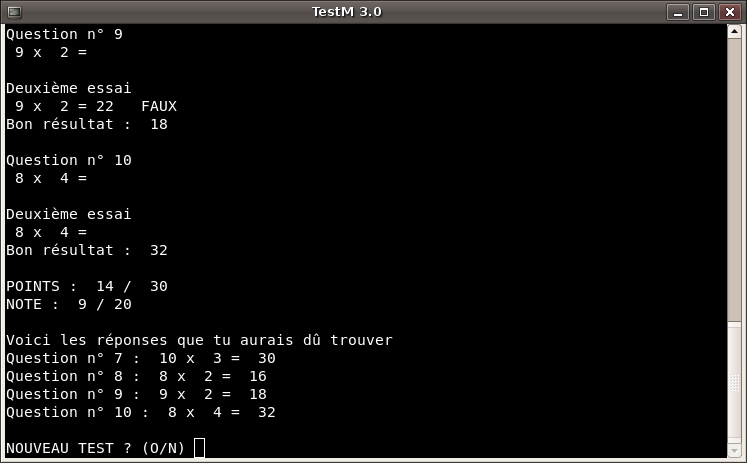 TestM 3.0
Question n° 9
9 x  2 =
Deuxième essai
9 x  2 = 22   FAUX
Bon résultat :  18
Question n° 10
8 x  4 =
Deuxième essai
8 x  4 =
Bon résultat :  32
POINTS :  14 /  30
NOTE :  9 / 20
Voici les réponses que tu aurais dû trouver
Question n° 7 :  10 x  3 =  30
Question n° 8 :  8 x  2 =  16
Question n° 9 :  9 x  2 =  18
Question n° 10 :  8 x  4 =  32
NOUVEAU TEST ? (O/N)